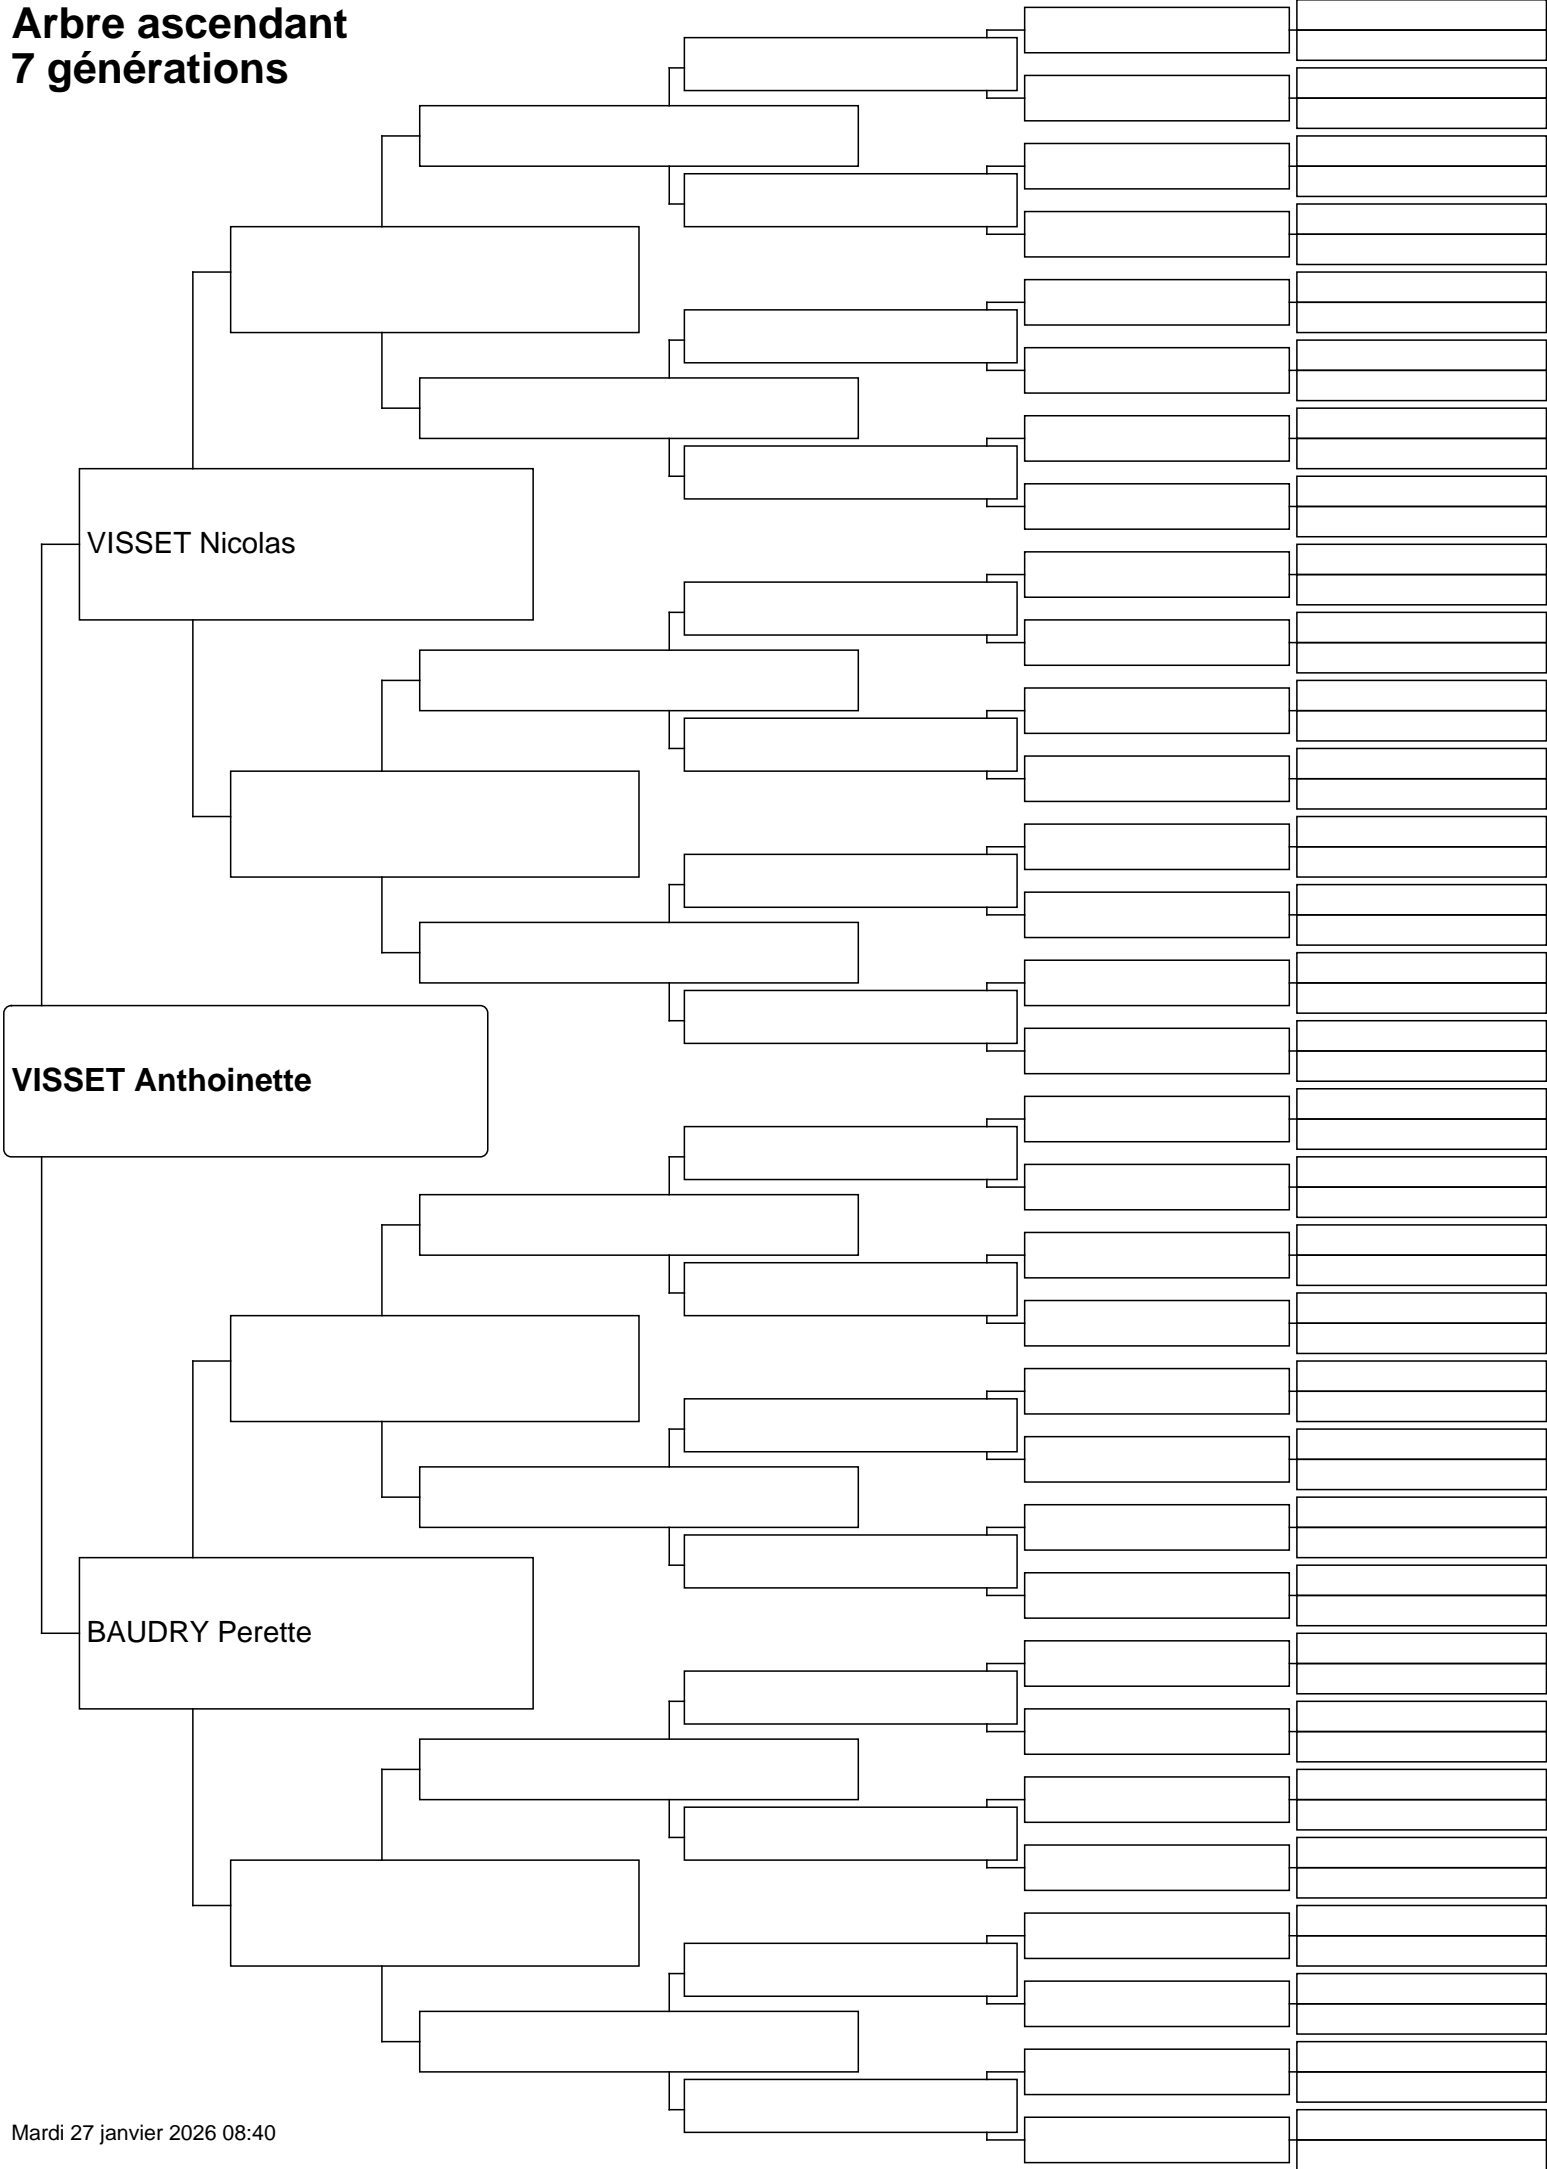 Arbre ascendant
7 générations
VISSET Nicolas
VISSET Anthoinette
BAUDRY Perette
Mardi 27 janvier 2026 08:40